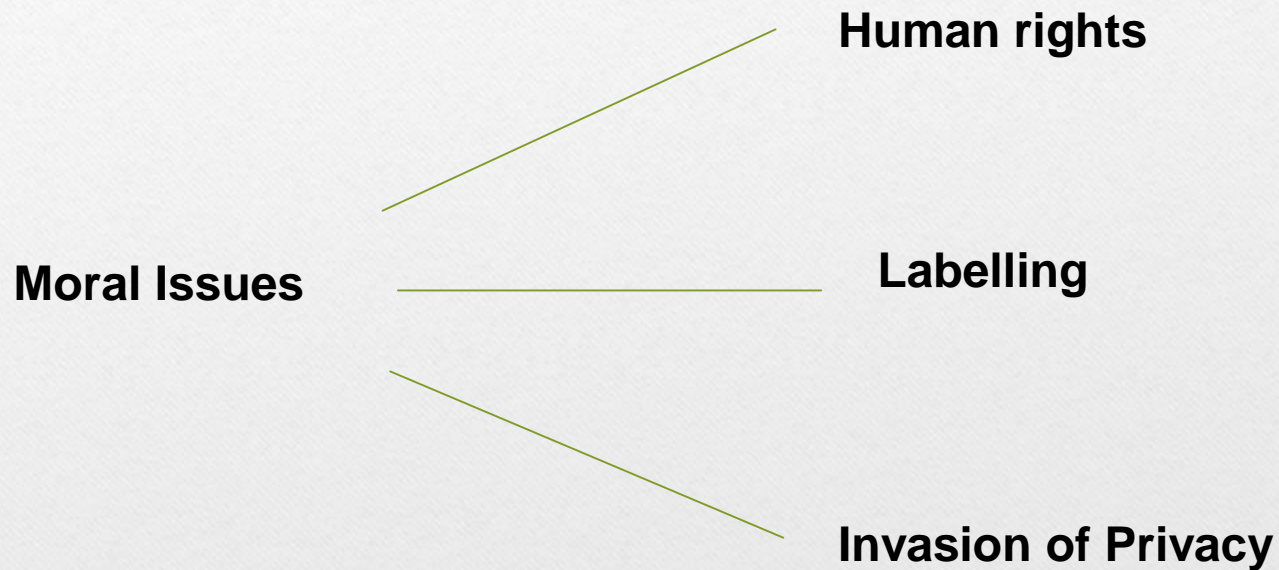 Human rights
Moral Issues
Labelling
Invasion of Privacy